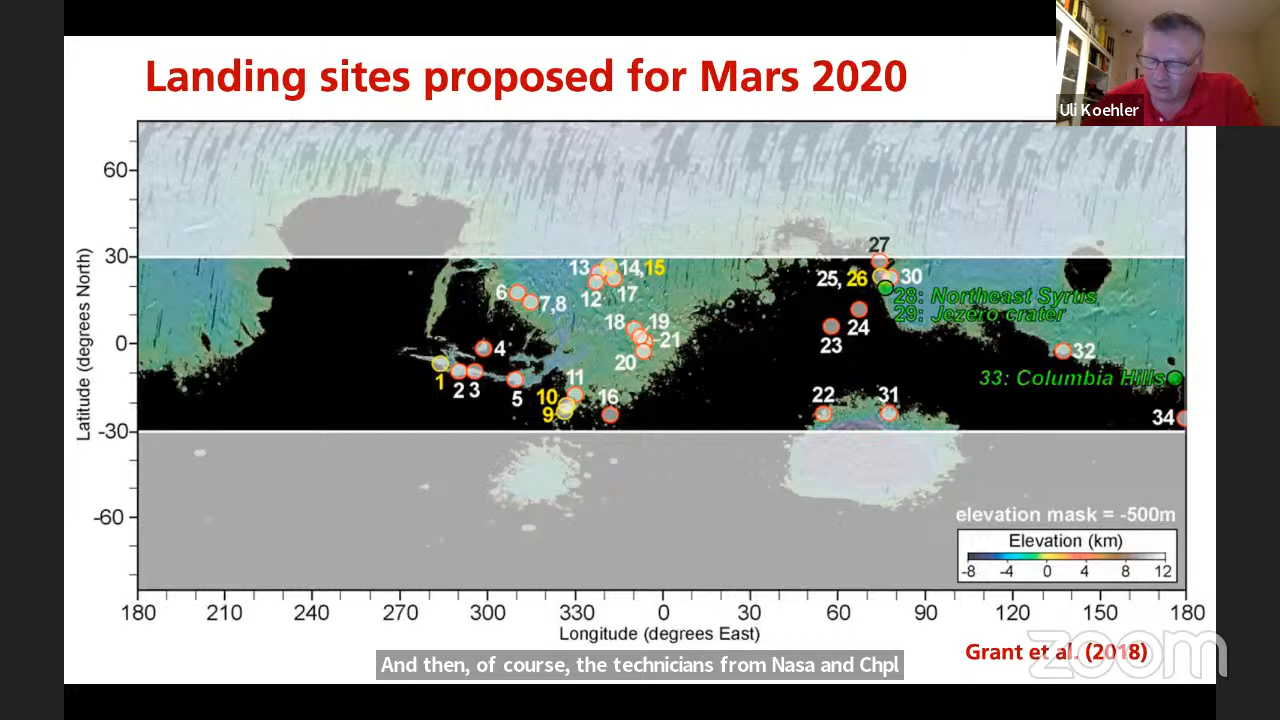 Landing sites proposed for Mars 2020
Uli Koehler
60
30
0
-30
-60
Latitude (degrees North)
27
13
14,15
25, 26
30
6
7,8
12
17
28: Northeast Syrtis
29: Jezero crater
18
19
24
4
21
23
32
20
1
2
3
5
11
33: Columbia Hills
10
9
16
22
31
34
elevation mask = -500m
Elevation (km)
-8 -4 0 4 8 12
180 210 240 270 300 330 0 30 60 90 120 150 180
Longitude (degrees East)
Grant et al. (2018)
zoom
And then, of course, the technicians from Nasa and Chpl